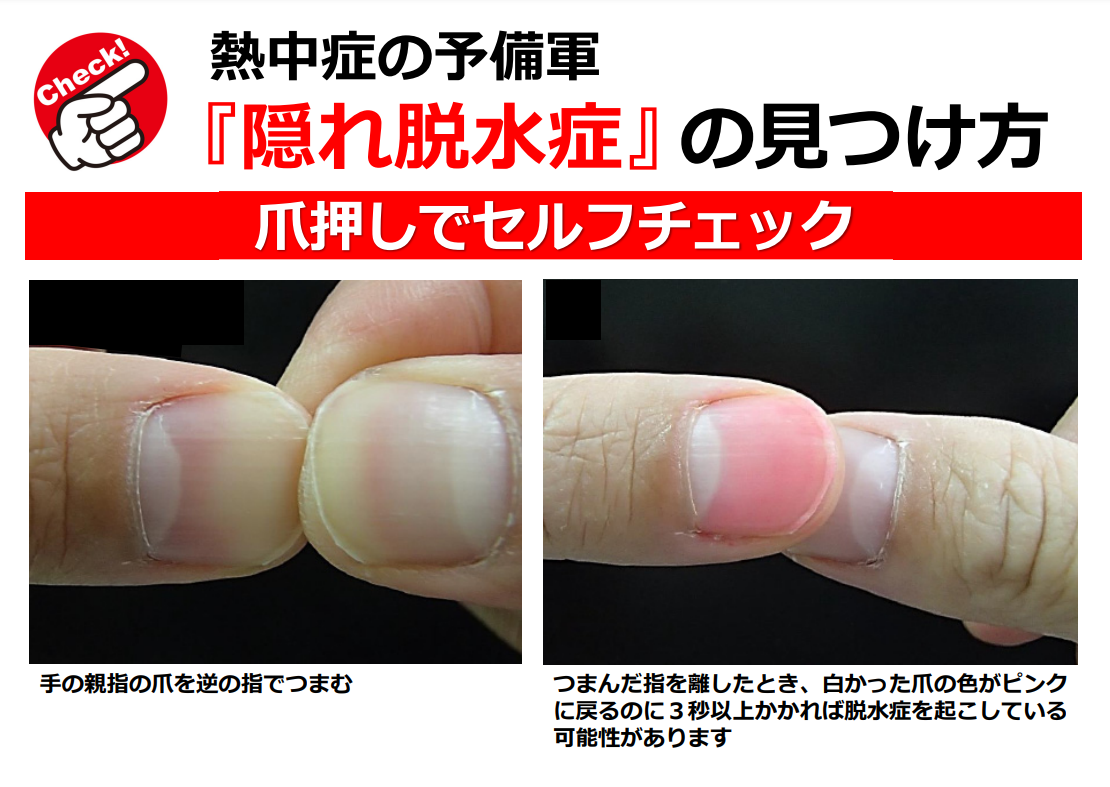 Check!
熱中症の予備軍
『隠れ脱水症』の見つけ方
爪押しでセルフチェック
手の親指の爪を逆の指でつまむ
つまんだ指を離したとき、白かった爪の色がピンク
に戻るのに３秒以上かかれば脱水症を起こしている
可能性があります